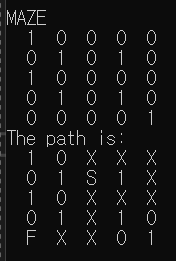 MAZE
1 0 0 0 0
0 1 0 1 0
1 0 0 0 0
0 1 0 1 0
0 0 0 0 1
The path is:
1 0 X X X
0 1 S 1 X
1 0 X X X
0 1 X 1 0
F X X 0 1